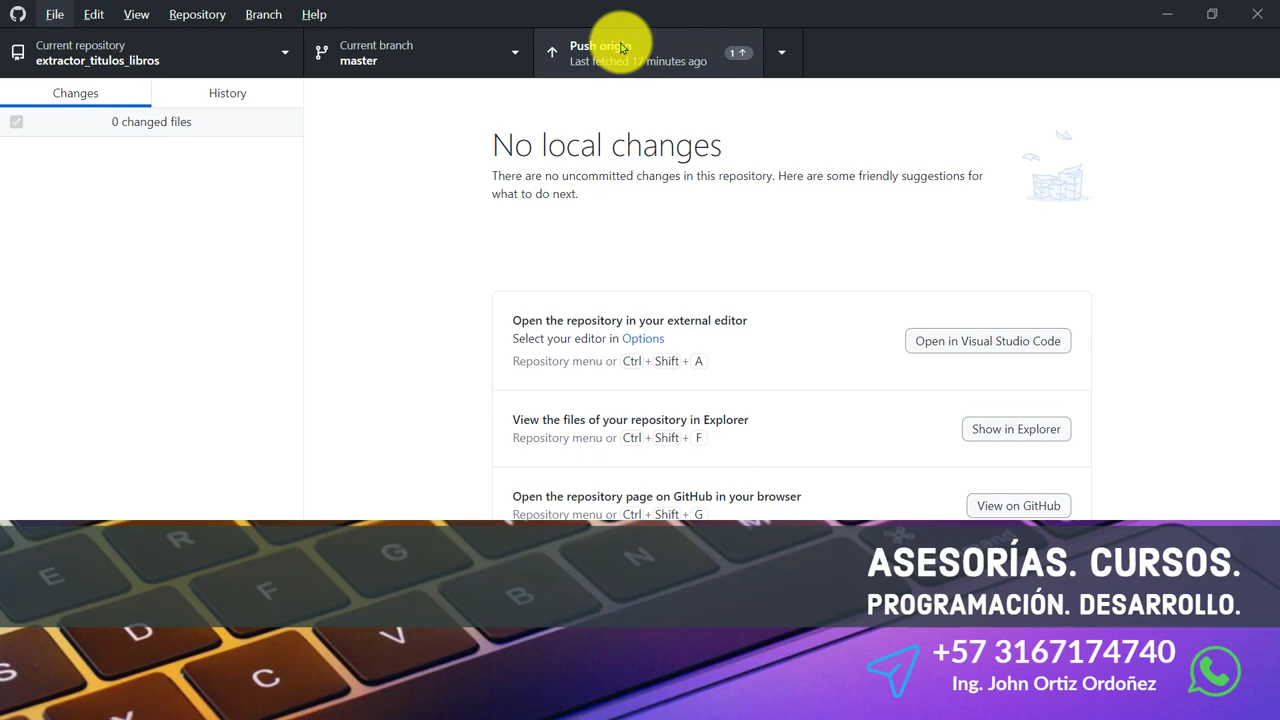 File Edit View Repository Branch Help
Current repository
extractor_titulos_libros
Current branch
master
Push origin
Last fetched 17 minutes ago
1
Changes History
0 changed files
No local changes
There are no uncommitted changes in this repository. Here are some friendly suggestions for
what to do next.
Open the repository in your external editor
Select your editor in Options
Repository menu or Ctrl + Shift + A
Open in Visual Studio Code
View the files of your repository in Explorer
Repository menu or Ctrl + Shift + F
Show in Explorer
Open the repository page on GitHub in your browser
Repository menu or Ctrl + Shift + G
View on GitHub
ASESORÍAS. CURSOS.
PROGRAMACIÓN. DESARROLLO.
+57 3167174740
Ing. John Ortiz Ordoñez
R
E
G
F
N
B
D
V
C